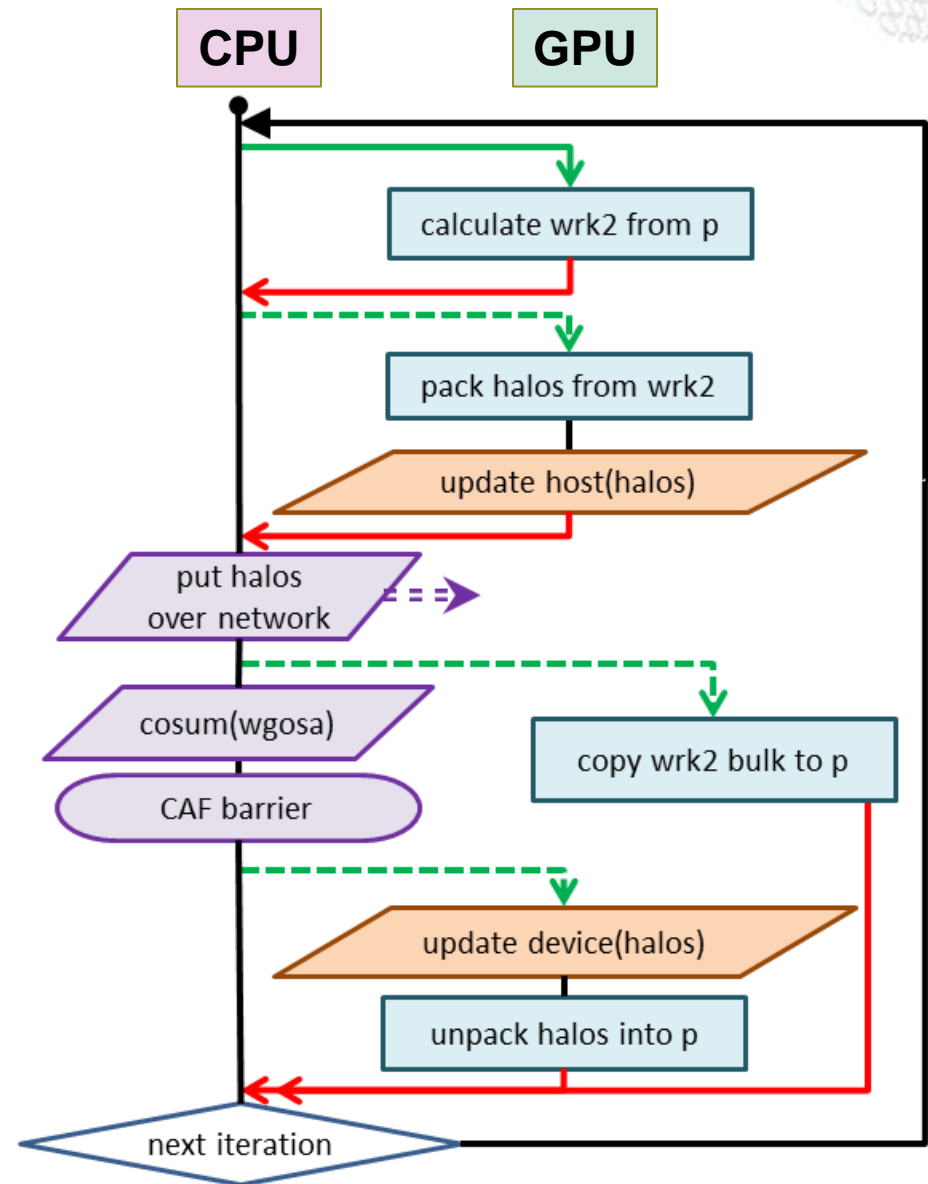 CPU
GPU
calculate wrk2 from p
pack halos from wrk2
update host(halos)
put halos
over network
cosum(wgosa)
copy wrk2 bulk to p
CAF barrier
update device(halos)
unpack halos into p
next iteration